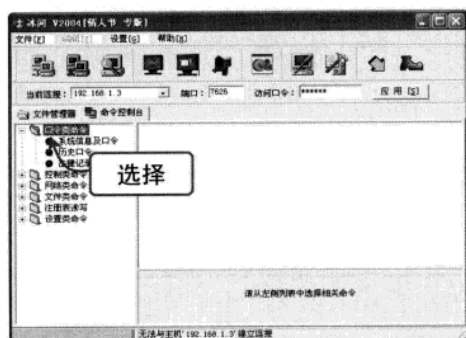 冰河 V2004[情人节 专版]
文件[F] 设置[G] 帮助[H]
当前连接： 192.168.1.3 端口： 7626 访问口令： ****** 应 用 [S]
文件管理器 命令控制台
口令类命令
系统信息及口令
历史口令
击键记录
控制类命令
网络类命令
文件类命令
注册表读写
设置类命令
选择
请从左侧列表中选择相关命令
无法与主机'192.168.1.3'建立连接